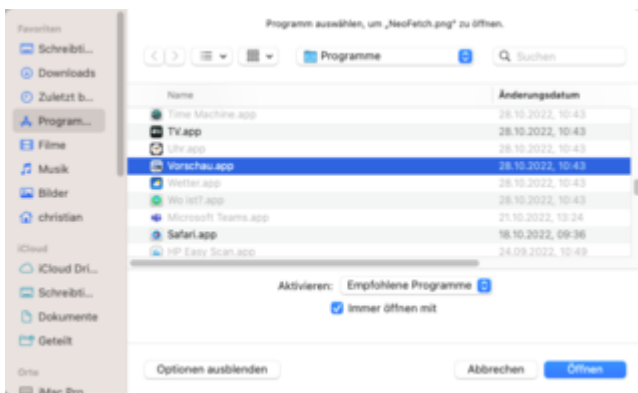 Programm auswählen, um „NeoFetch.png“ zu öffnen.
Favoriten
Schreibti...
Downloads
Zuletzt b...
Program...
Filme
Musik
Bilder
christian
iCloud
iCloud Dri...
Schreibti...
Dokumente
Geteilt
Orte
iMac Pro
Programme
Suchen
Name Änderungsdatum
Time Machine.app 28.10.2022, 10:43
TV.app 28.10.2022, 10:43
Uhr.app 28.10.2022, 10:43
Vorschau.app 28.10.2022, 10:43
Wetter.app 28.10.2022, 10:43
Wo ist?.app 28.10.2022, 10:43
Microsoft Teams.app 21.10.2022, 13:24
Safari.app 18.10.2022, 09:36
HP Easy Scan.app 24.09.2022, 10:49
Aktivieren: Empfohlene Programme
Immer öffnen mit
Optionen ausblenden Abbrechen Öffnen